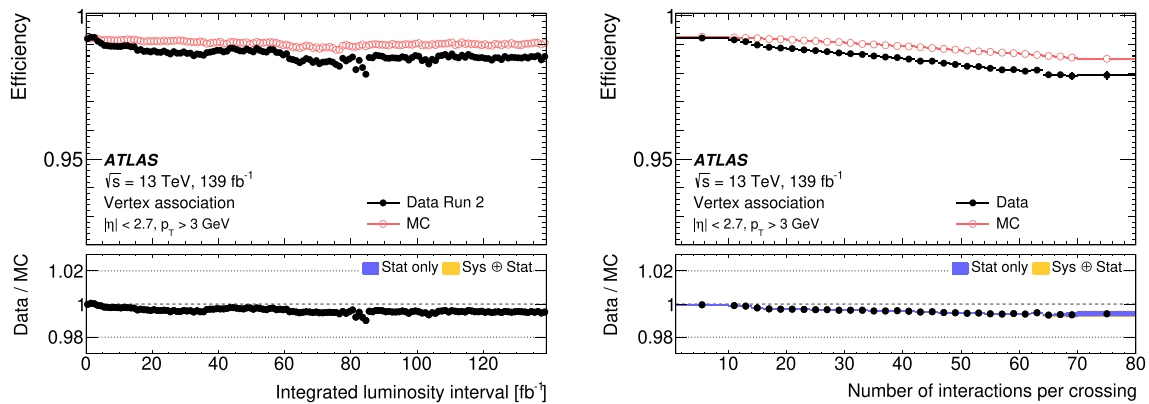 Efficiency
1
0.95
ATLAS
√s = 13 TeV, 139 fb⁻¹
Vertex association
|η| < 2.7, p_T > 3 GeV
Data Run 2
MC
Data / MC
1.02
1
0.98
Stat only
Sys ⊕ Stat
0 20 40 60 80 100 120
Integrated luminosity interval [fb⁻¹]
Efficiency
1
0.95
ATLAS
√s = 13 TeV, 139 fb⁻¹
Vertex association
|η| < 2.7, p_T > 3 GeV
Data
MC
Data / MC
1.02
1
0.98
Stat only
Sys ⊕ Stat
10 20 30 40 50 60 70 80
Number of interactions per crossing